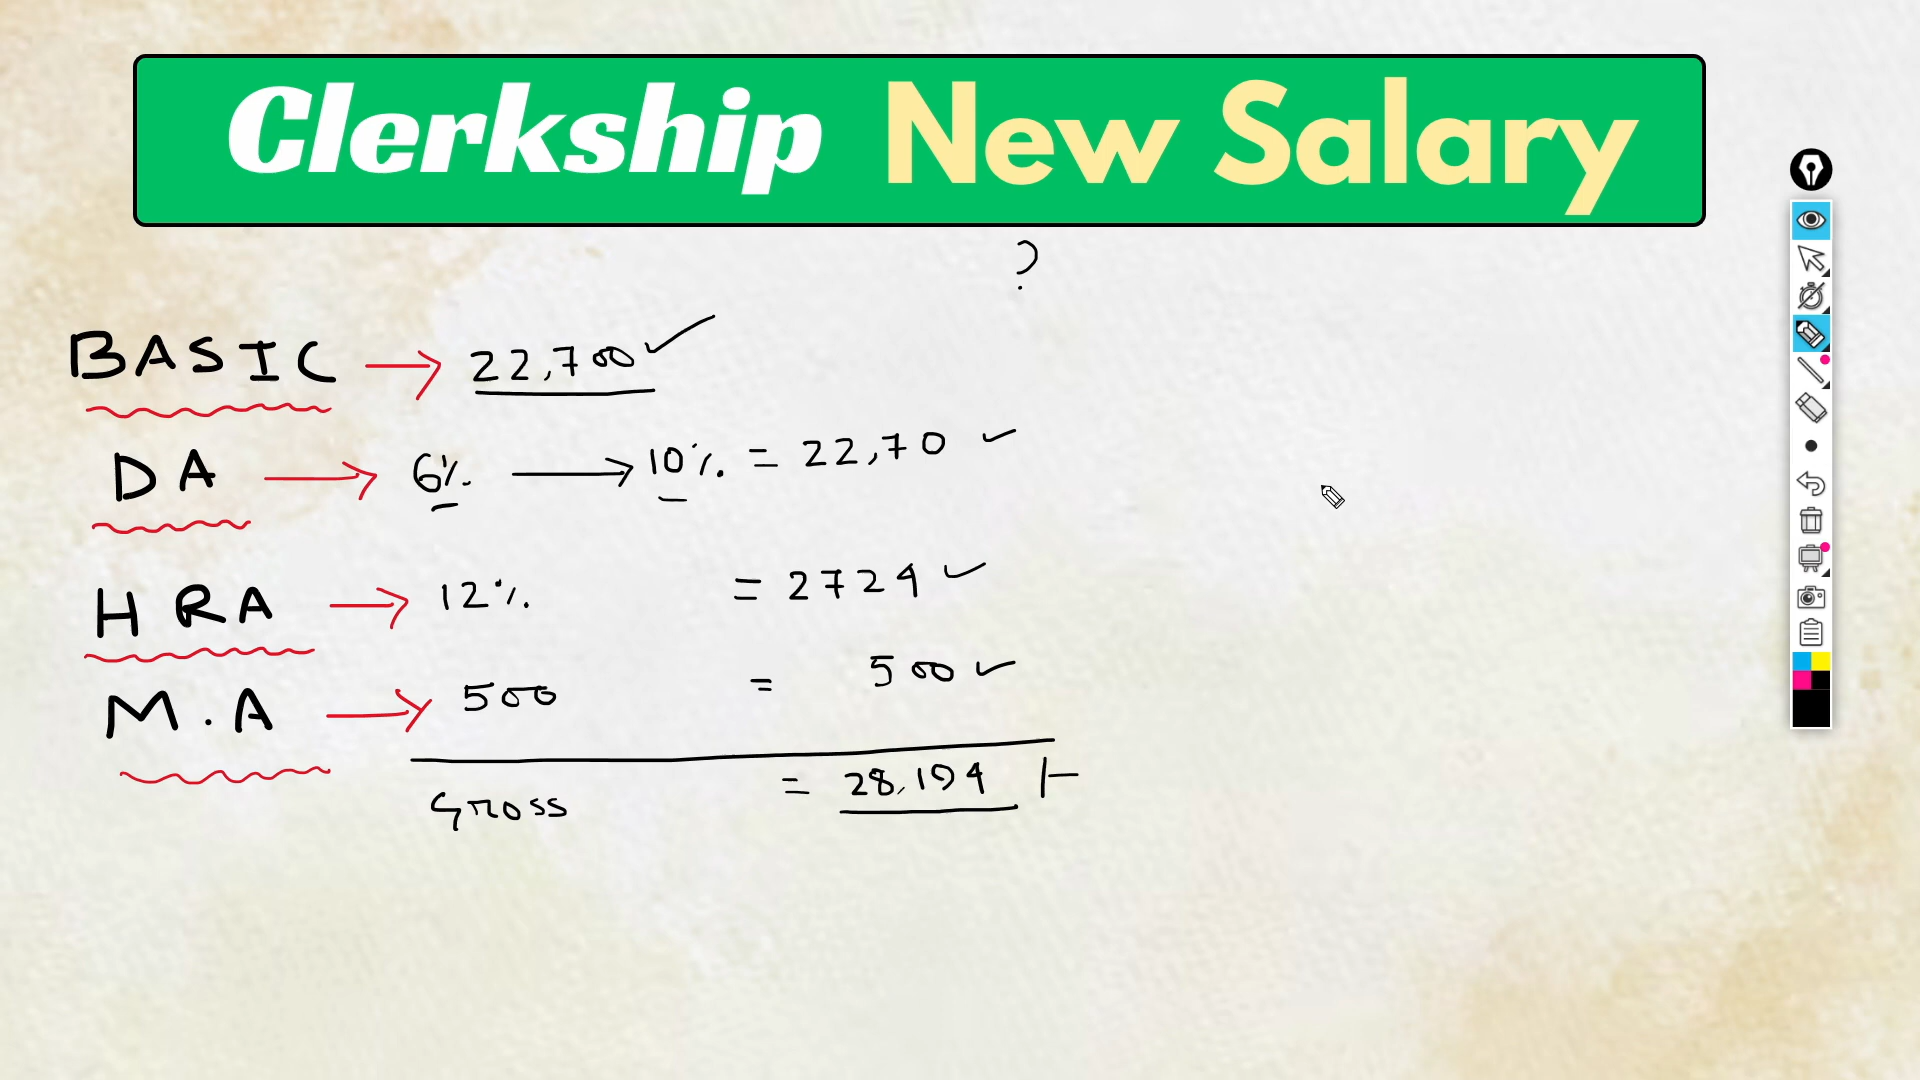 Clerkship New Salary
?
BASIC → 22,700 ✓
DA → 6% → 10% = 22,70 ✓
HRA → 12% = 2724 ✓
M.A → 500 = 500 ✓
Gross = 28,194 |-